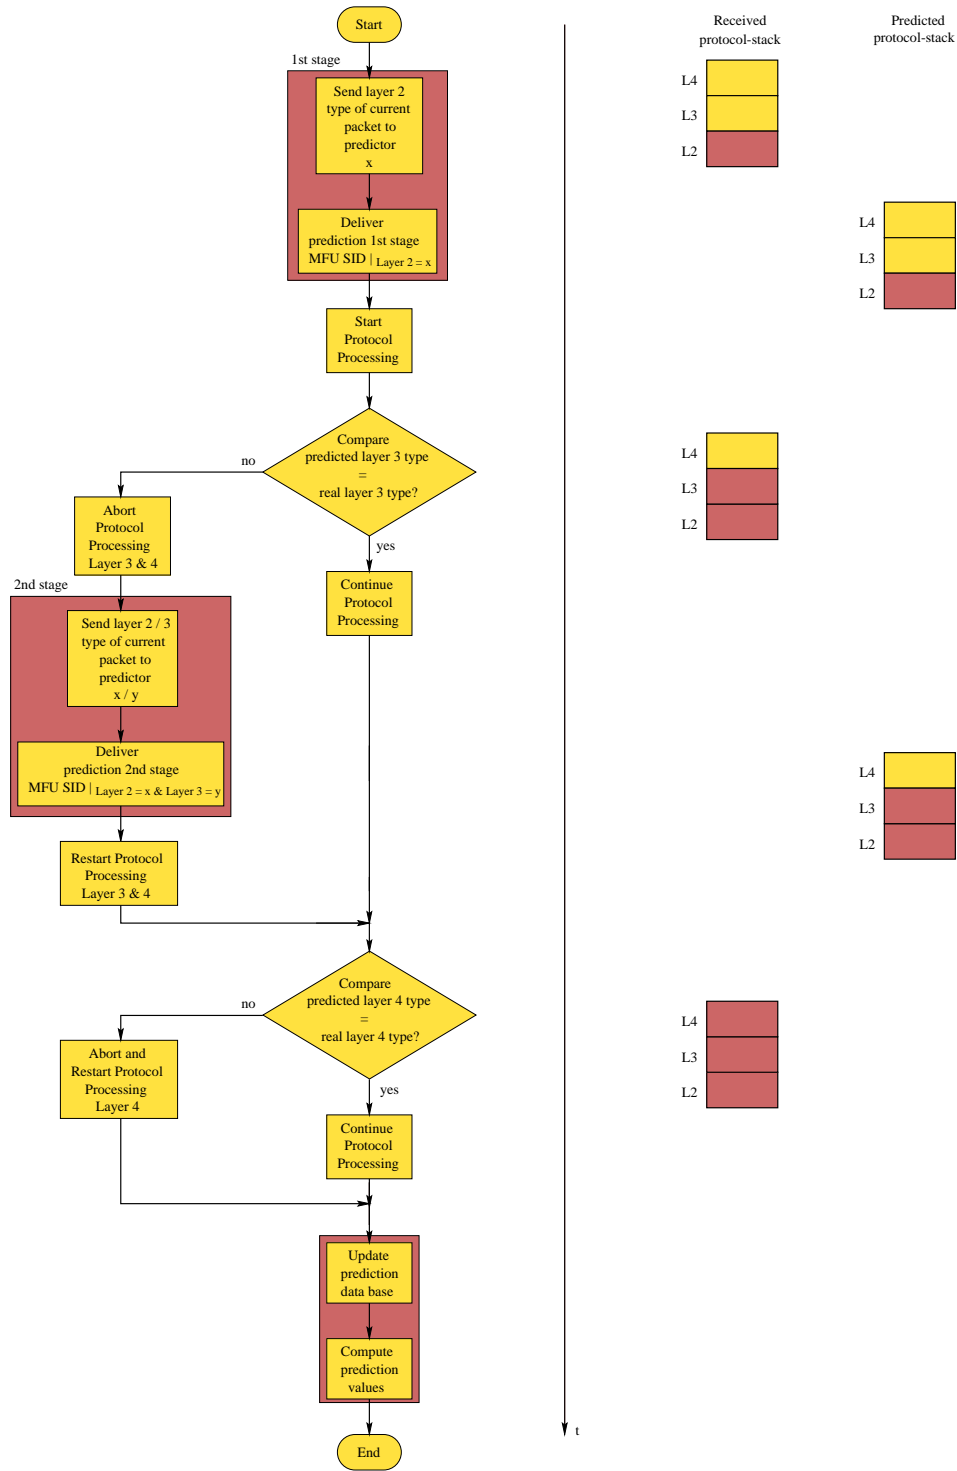 Start
Received
protocol-stack
Predicted
protocol-stack
1st stage
Send layer 2
type of current
packet to
predictor
x
L4
L3
L2
Deliver
prediction 1st stage
MFU SID | Layer 2 = x
L4
L3
L2
Start
Protocol
Processing
Compare
predicted layer 3 type
=
real layer 3 type?
no
yes
L4
L3
L2
Abort
Protocol
Processing
Layer 3 & 4
Continue
Protocol
Processing
2nd stage
Send layer 2 / 3
type of current
packet to
predictor
x / y
Deliver
prediction 2nd stage
MFU SID | Layer 2 = x & Layer 3 = y
L4
L3
L2
Restart Protocol
Processing
Layer 3 & 4
Compare
predicted layer 4 type
=
real layer 4 type?
no
yes
L4
L3
L2
Abort and
Restart Protocol
Processing
Layer 4
Continue
Protocol
Processing
Update
prediction
data base
Compute
prediction
values
t
End